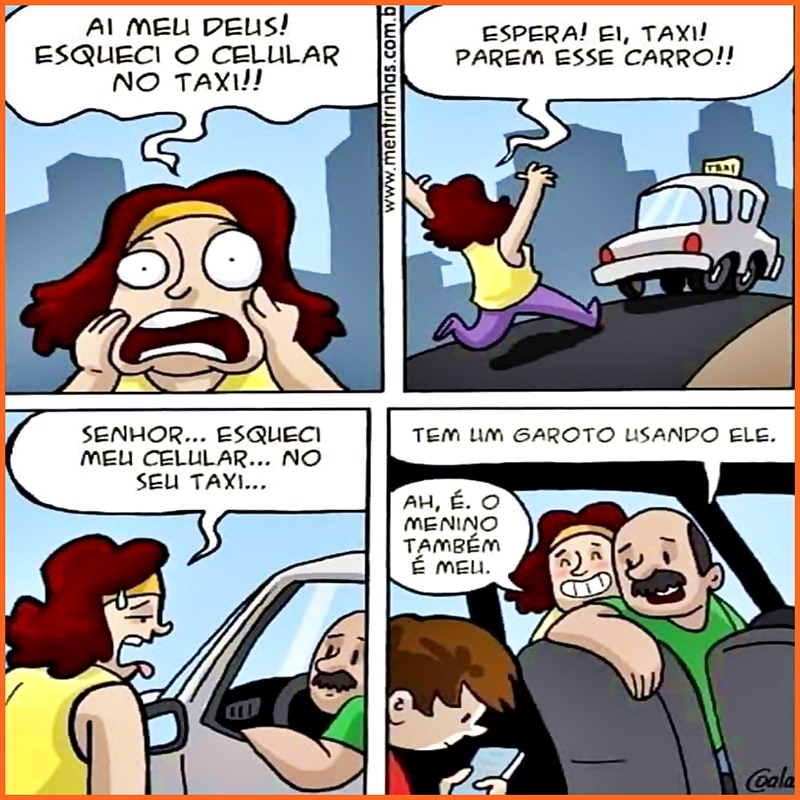 AI MEU DEUS!
ESQUECI O CELULAR
NO TAXI!!
www.mentirinhas.com.b
ESPERA! EI, TAXI!
PAREM ESSE CARRO!!
TAXI
SENHOR... ESQUECI
MEU CELULAR... NO
SEU TAXI...
TEM UM GAROTO USANDO ELE.
AH, É. O
MENINO
TAMBÉM
É MEU.
Coala